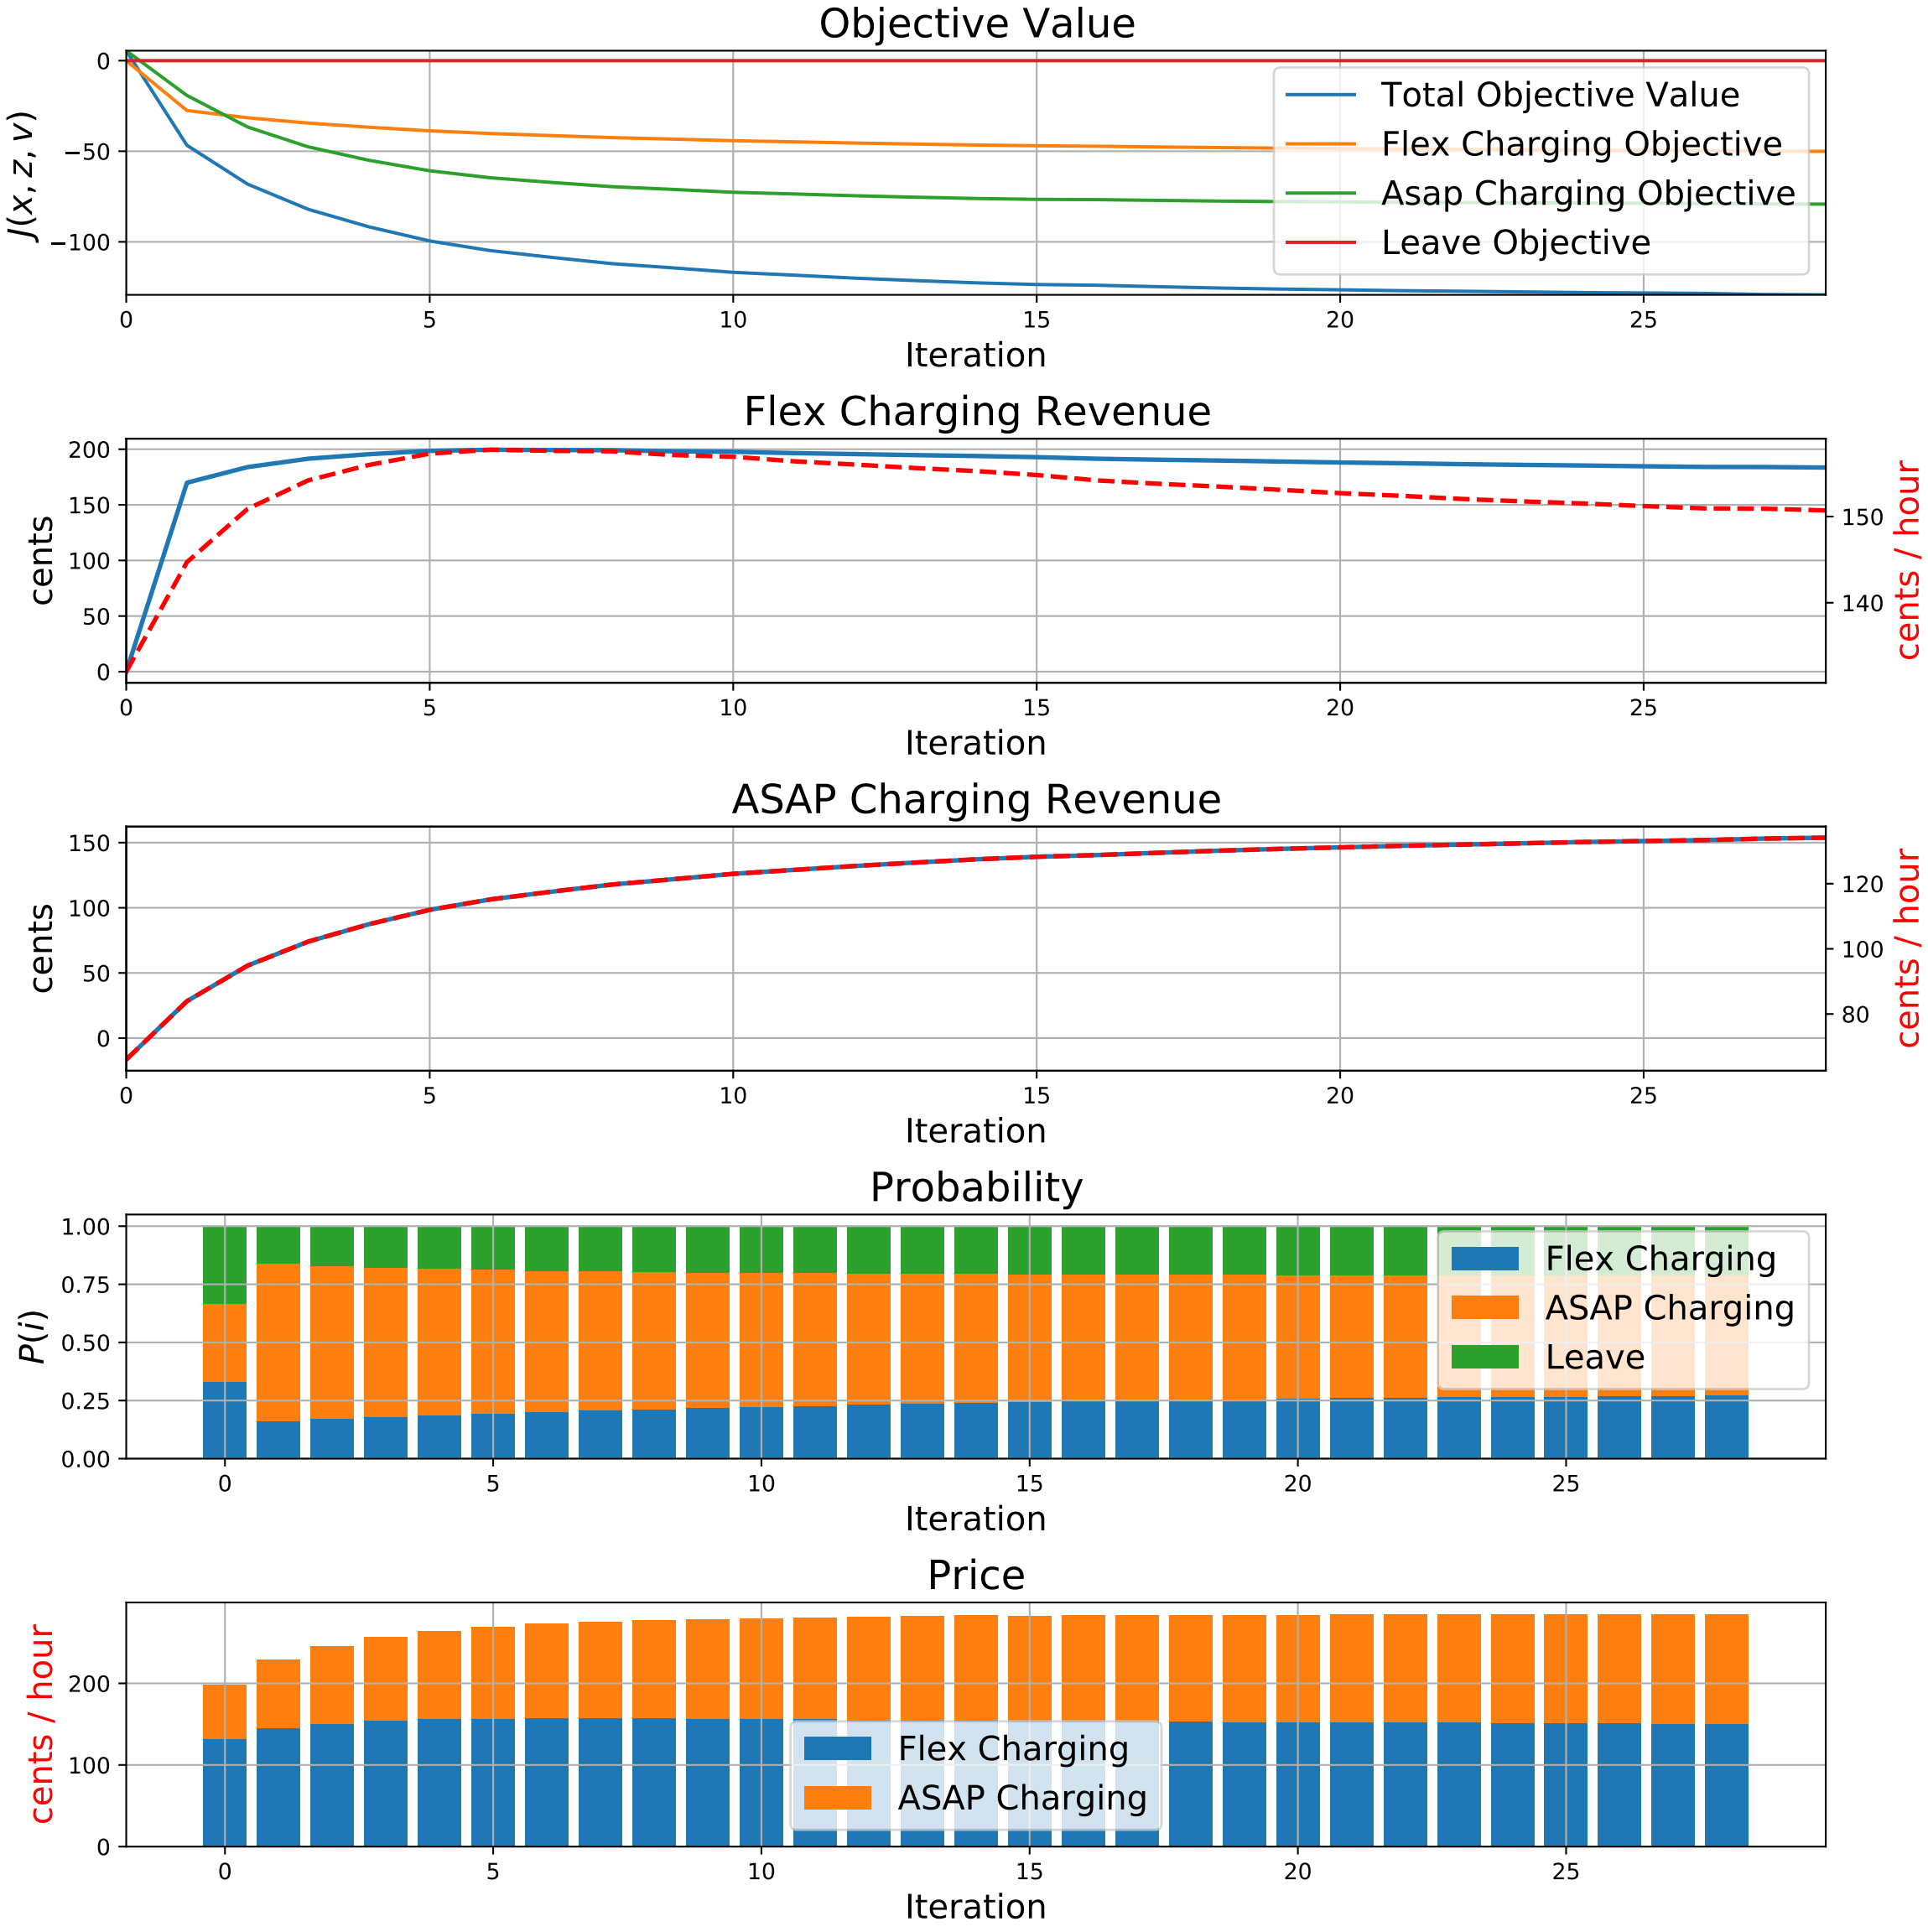 Objective Value
0
−50
−100
J(x, z, v)
Total Objective Value
Flex Charging Objective
Asap Charging Objective
Leave Objective
0 5 10 15 20 25
Iteration
Flex Charging Revenue
200
150
100
50
0
cents
150
140
cents / hour
0 5 10 15 20 25
Iteration
ASAP Charging Revenue
150
100
50
0
cents
120
100
80
cents / hour
0 5 10 15 20 25
Iteration
Probability
1.00
0.75
0.50
0.25
0.00
P(i)
Flex Charging
ASAP Charging
Leave
0 5 10 15 20 25
Iteration
Price
200
100
0
cents / hour
Flex Charging
ASAP Charging
0 5 10 15 20 25
Iteration